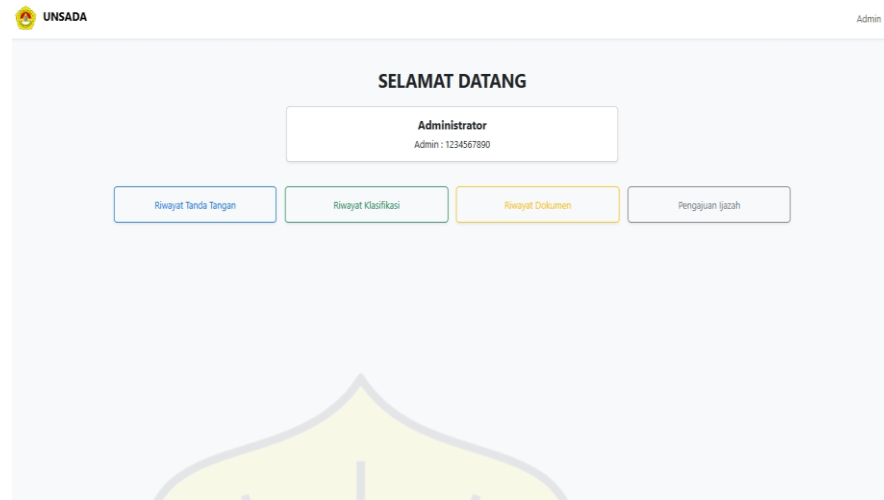 UNSADA
Admin
SELAMAT DATANG
Administrator
Admin : 1234567890
Riwayat Tanda Tangan
Riwayat Klasifikasi
Riwayat Dokumen
Pengajuan Ijazah